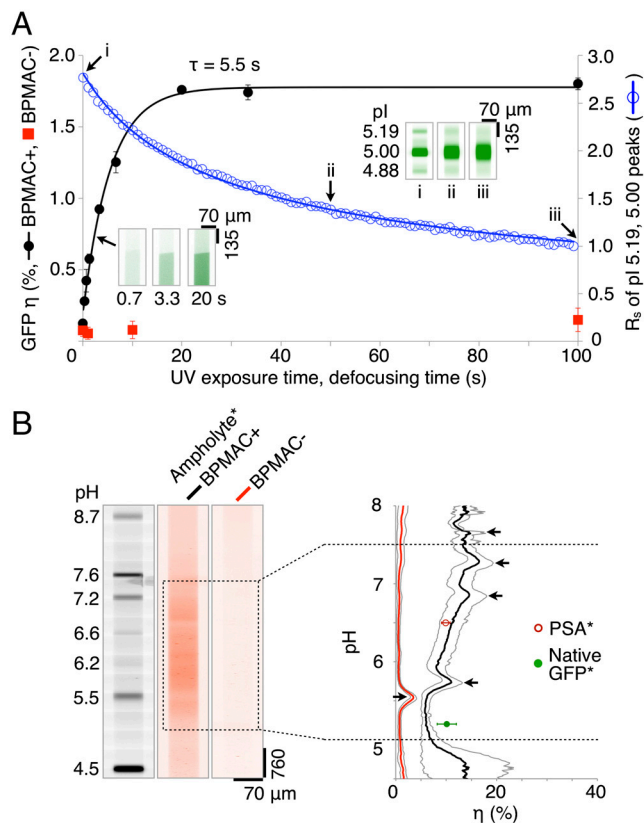 A
2.0
1.5
1.0
0.5
0
GFP η (%, BPMAC+, BPMAC-)
i
τ = 5.5 s
70 µm
135
pI
5.19
5.00
4.88
i ii iii
ii
iii
70 µm
135
0.7 3.3 20 s
3.0
2.5
2.0
1.5
1.0
0.5
0
Rs of pI 5.19, 5.00 peaks ( )
0 20 40 60 80 100
UV exposure time, defocusing time (s)
B
Ampholyte*
BPMAC+
BPMAC-
pH
8.7
7.6
7.2
6.6
6.2
5.5
4.5
760
70 µm
8
7
6
5
pH
PSA*
Native
GFP*
0 20 40
η (%)